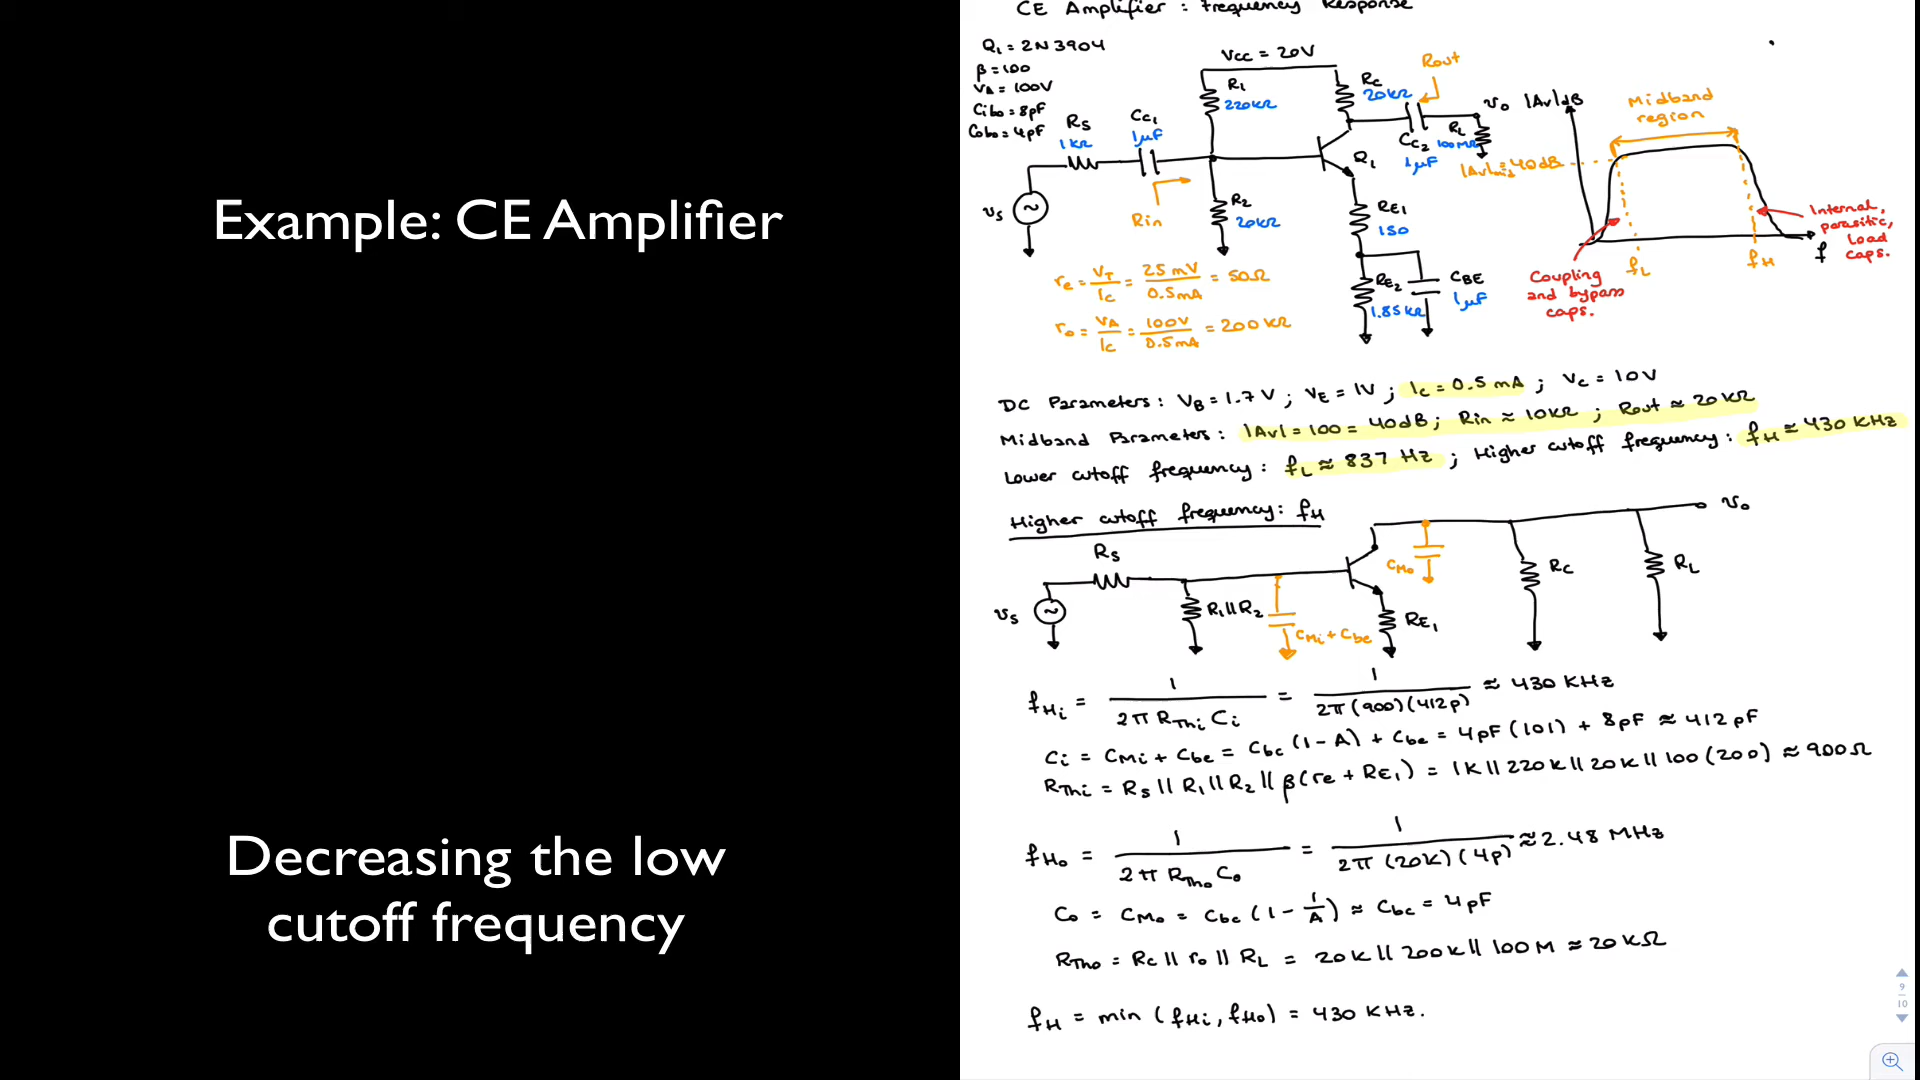 Example: CE Amplifier
Decreasing the low
cutoff frequency
CE Amplifier : Frequency Response
Q₁ = 2N3904
β = 100
VA = 100V
Cibo = 8pF
Cobo = 4pF
VCC = 20V
Rs
1KΩ
CC1
1μF
R1
220KΩ
RC
20KΩ
Rout
CC2
1μF
RL
100MΩ
vo
Q1
vs
Rin
R2
20KΩ
RE1
150
RE2
1.85KΩ
CBE
1μF
re = VT/IC = 25mV/0.5mA = 50Ω
ro = VA/IC = 100V/0.5mA = 200KΩ
|Av|dB
Midband
region
|Av|mid = 40dB
fL
fH
f
Coupling
and bypass
caps.
Internal,
parasitic,
load
caps.
DC Parameters: VB = 1.7V ; VE = 1V ; IC = 0.5mA ; VC = 10V
Midband Parameters: |Av| = 100 = 40dB; Rin ≈ 10KΩ ; Rout ≈ 20KΩ
Lower cutoff frequency: fL ≈ 837 Hz ; Higher cutoff frequency: fH ≈ 430 KHz
Higher cutoff frequency: fH
Rs
vs
R1||R2
CMi + Cbe
CMo
RE1
RC
RL
vo
fHi = 1/(2π RThi Ci) = 1/(2π(900)(412p)) ≈ 430 KHz
Ci = CMi + Cbe = Cbc (1-A) + Cbe = 4pF(101) + 8pF ≈ 412pF
RThi = Rs || R1 || R2 || β(re + RE1) = 1K || 220K || 20K || 100(200) ≈ 900Ω
fHo = 1/(2π RTho Co) = 1/(2π (20K)(4p)) ≈ 2.48 MHz
Co = CMo = Cbc (1 - 1/A) ≈ Cbc = 4pF
RTho = RC || ro || RL = 20K || 200K || 100M ≈ 20KΩ
fH = min (fHi, fHo) = 430 KHz.
9
10